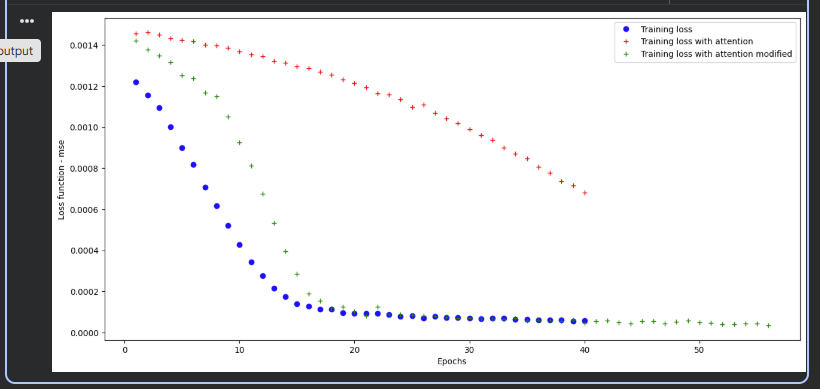 •••
output
Training loss
Training loss with attention
Training loss with attention modified
0.0014
0.0012
0.0010
0.0008
0.0006
0.0004
0.0002
0.0000
Loss function - mse
0 10 20 30 40 50
Epochs